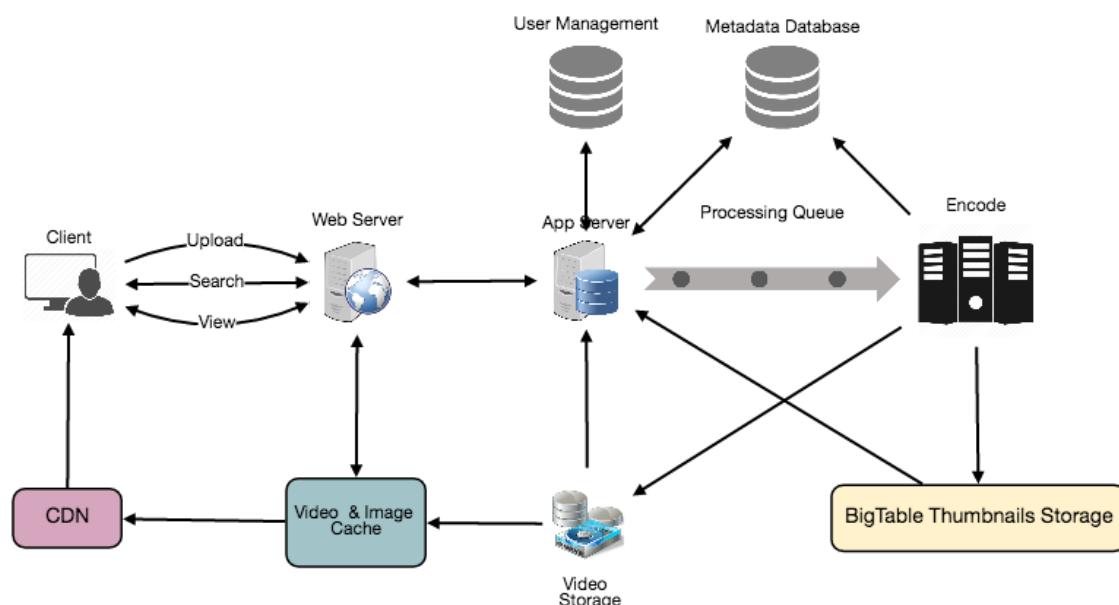 User Management
Metadata Database
Web Server
App Server
Processing Queue
Encode
Client
Upload
Search
View
CDN
Video & Image
Cache
BigTable Thumbnails Storage
Video
Storage